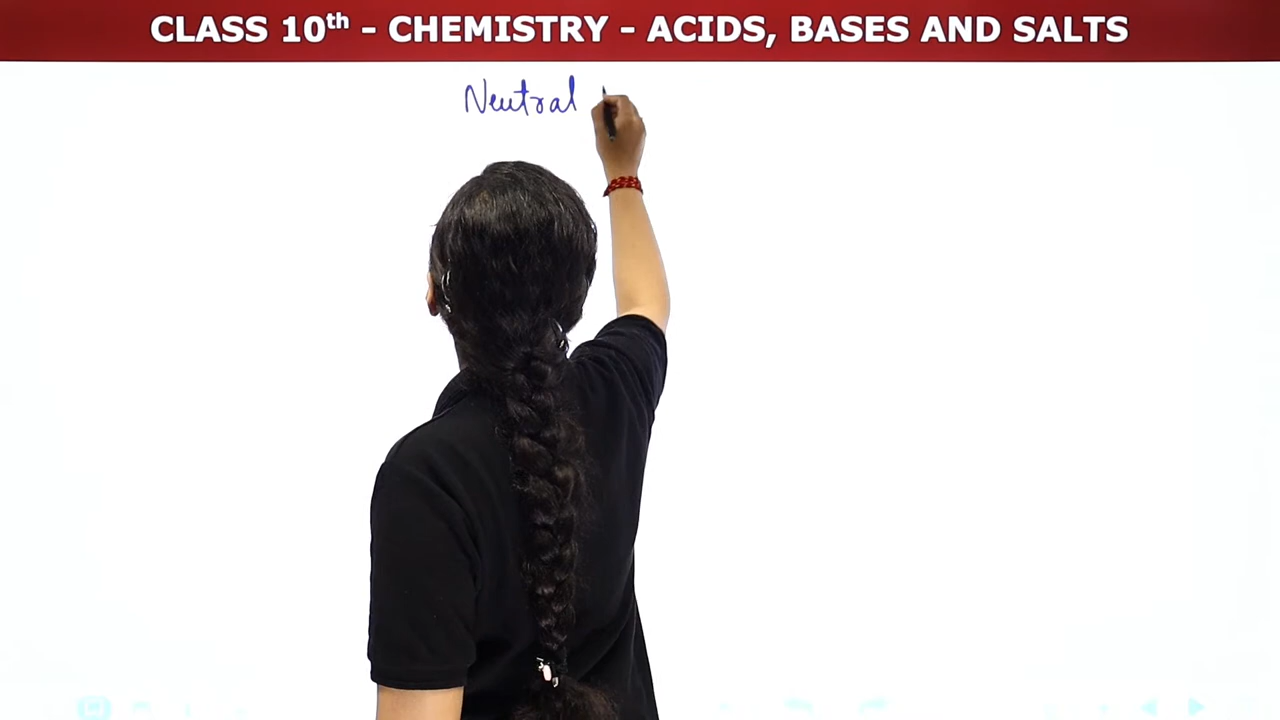 CLASS 10th - CHEMISTRY - ACIDS, BASES AND SALTS
Neutral